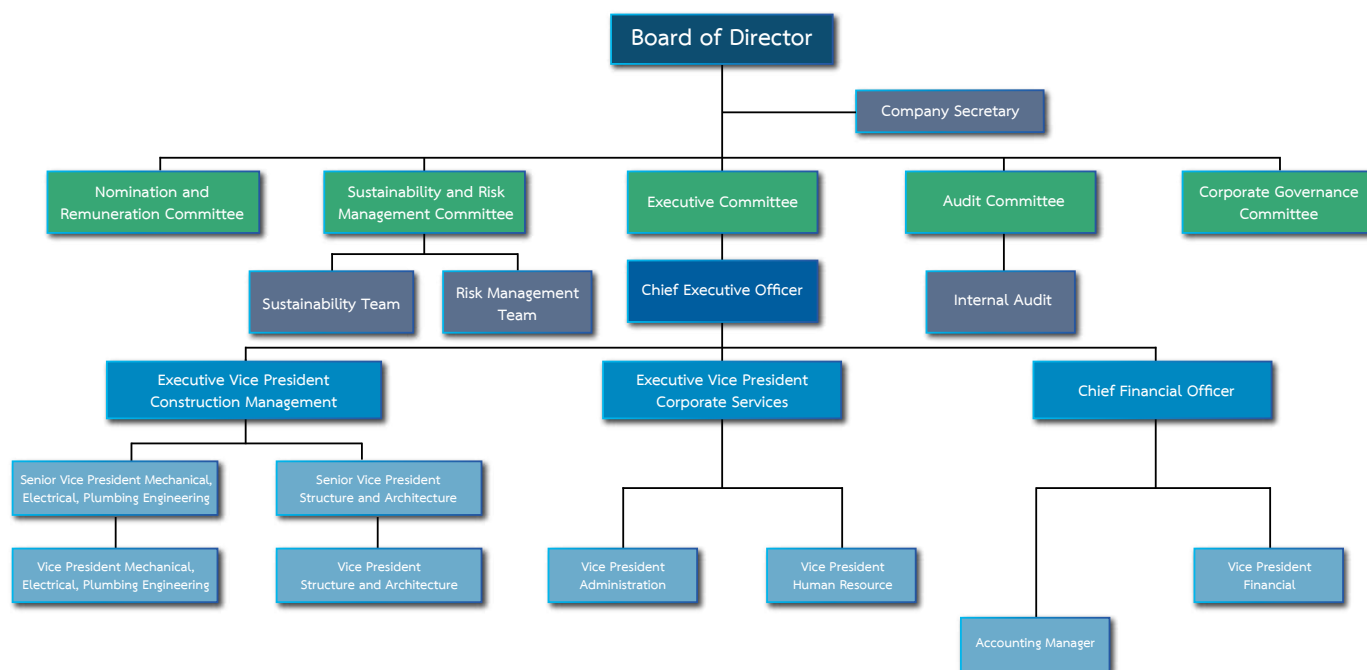 Board of Director
Company Secretary
Nomination and
Remuneration Committee
Sustainability and Risk
Management Committee
Executive Committee
Audit Committee
Corporate Governance
Committee
Sustainability Team
Risk Management
Team
Chief Executive Officer
Internal Audit
Executive Vice President
Construction Management
Executive Vice President
Corporate Services
Chief Financial Officer
Senior Vice President Mechanical,
Electrical, Plumbing Engineering
Senior Vice President
Structure and Architecture
Vice President Mechanical,
Electrical, Plumbing Engineering
Vice President
Structure and Architecture
Vice President
Administration
Vice President
Human Resource
Vice President
Financial
Accounting Manager